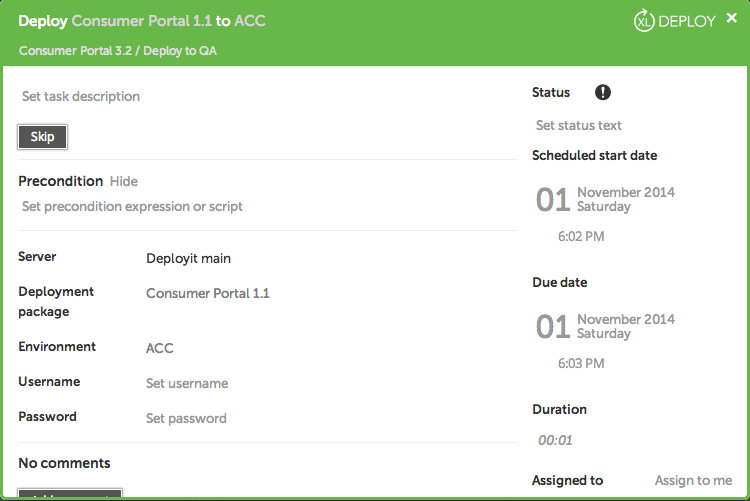 Deploy Consumer Portal 1.1 to ACC
XL DEPLOY
Consumer Portal 3.2 / Deploy to QA
Set task description
Skip
Precondition Hide
Set precondition expression or script
Server Deployit main
Deployment package Consumer Portal 1.1
Environment ACC
Username Set username
Password Set password
No comments
Status
Set status text
Scheduled start date
01 November 2014
Saturday
6:02 PM
Due date
01 November 2014
Saturday
6:03 PM
Duration
00:01
Assigned to Assign to me